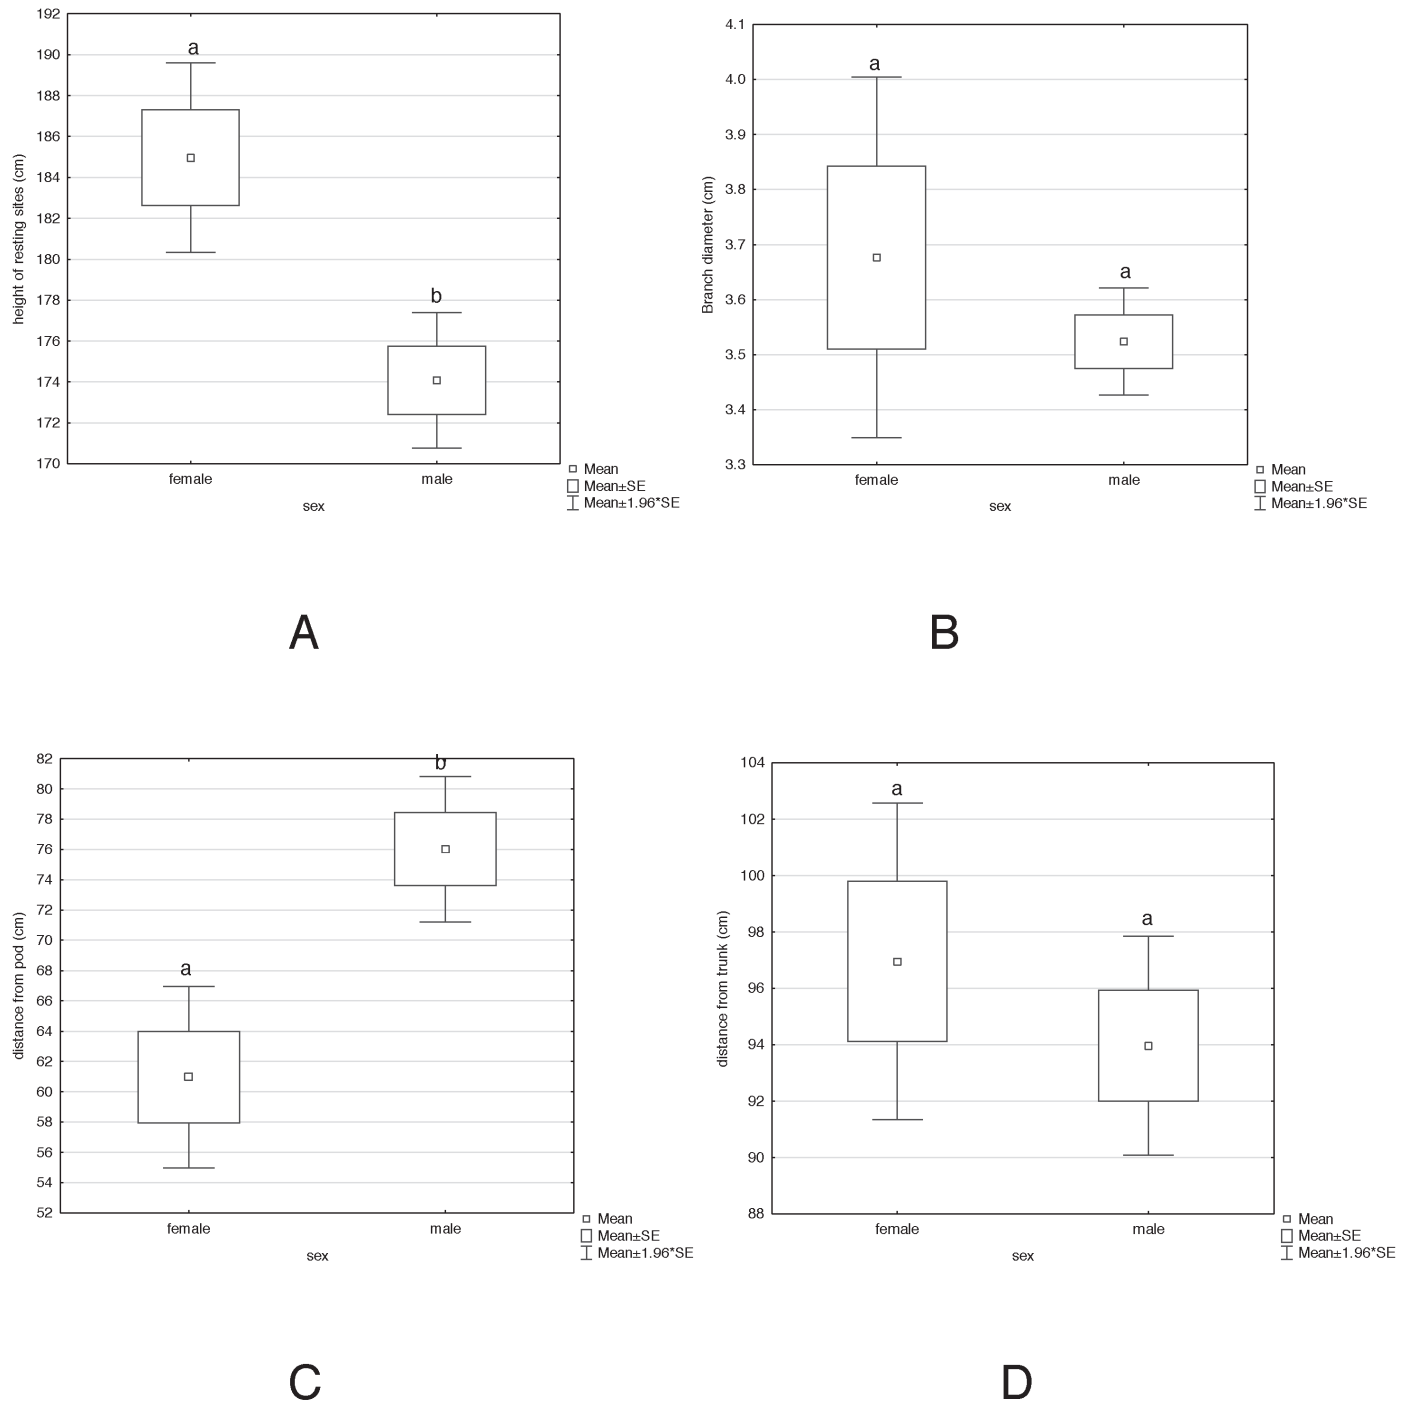 192
190
188
186
184
182
180
178
176
174
172
170
height of resting sites (cm)
a
b
female
male
sex
Mean
Mean±SE
Mean±1.96*SE
A
4.1
4.0
3.9
3.8
3.7
3.6
3.5
3.4
3.3
Branch diameter (cm)
a
a
female
male
sex
Mean
Mean±SE
Mean±1.96*SE
B
82
80
78
76
74
72
70
68
66
64
62
60
58
56
54
52
distance from pod (cm)
a
b
female
male
sex
Mean
Mean±SE
Mean±1.96*SE
C
104
102
100
98
96
94
92
90
88
distance from trunk (cm)
a
a
female
male
sex
Mean
Mean±SE
Mean±1.96*SE
D